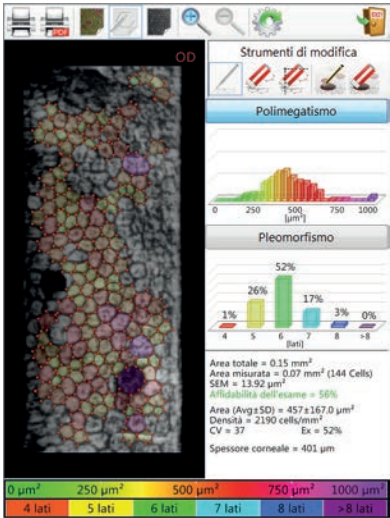 PDF
EXIT
OD
Strumenti di modifica
Polimegatismo
0 250 500 750 1000
[µm²]
Pleomorfismo
1% 26% 52% 17% 3% 0%
4 5 6 7 8 >8
[lati]
Area totale = 0.15 mm²
Area misurata = 0.07 mm² (144 Cells)
SEM = 13.92 µm²
Affidabilità dell'esame = 56%
Area (Avg±SD) = 457±167.0 µm²
Densità = 2190 cells/mm²
CV = 37 Ex = 52%
Spessore corneale = 401 µm
0 µm² 250 µm² 500 µm² 750 µm² 1000 µm²
4 lati 5 lati 6 lati 7 lati 8 lati >8 lati